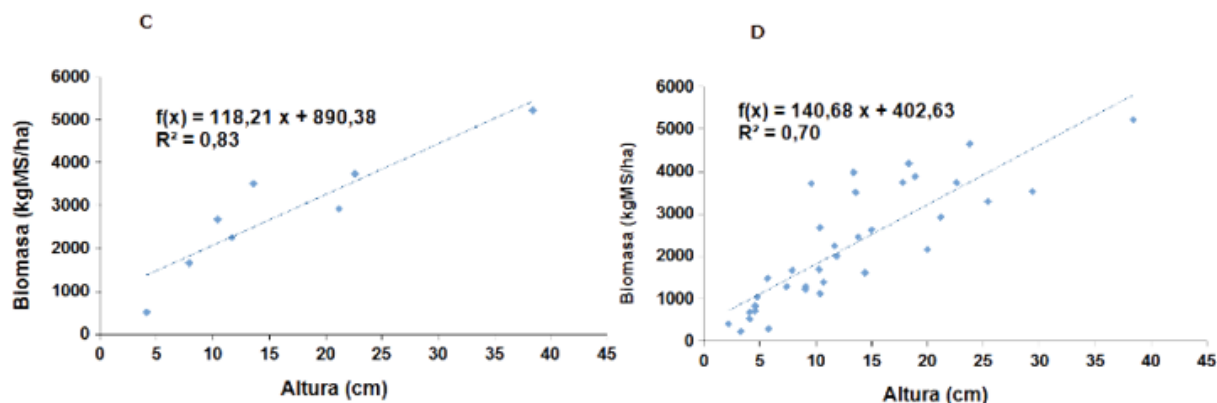 C
6000
5000
4000
3000
2000
1000
0
Biomasa (kgMS/ha)
f(x) = 118,21 x + 890,38
R² = 0,83
0 5 10 15 20 25 30 35 40 45
Altura (cm)
D
6000
5000
4000
3000
2000
1000
0
Biomasa (kgMS/ha)
f(x) = 140,68 x + 402,63
R² = 0,70
0 5 10 15 20 25 30 35 40 45
Altura (cm)